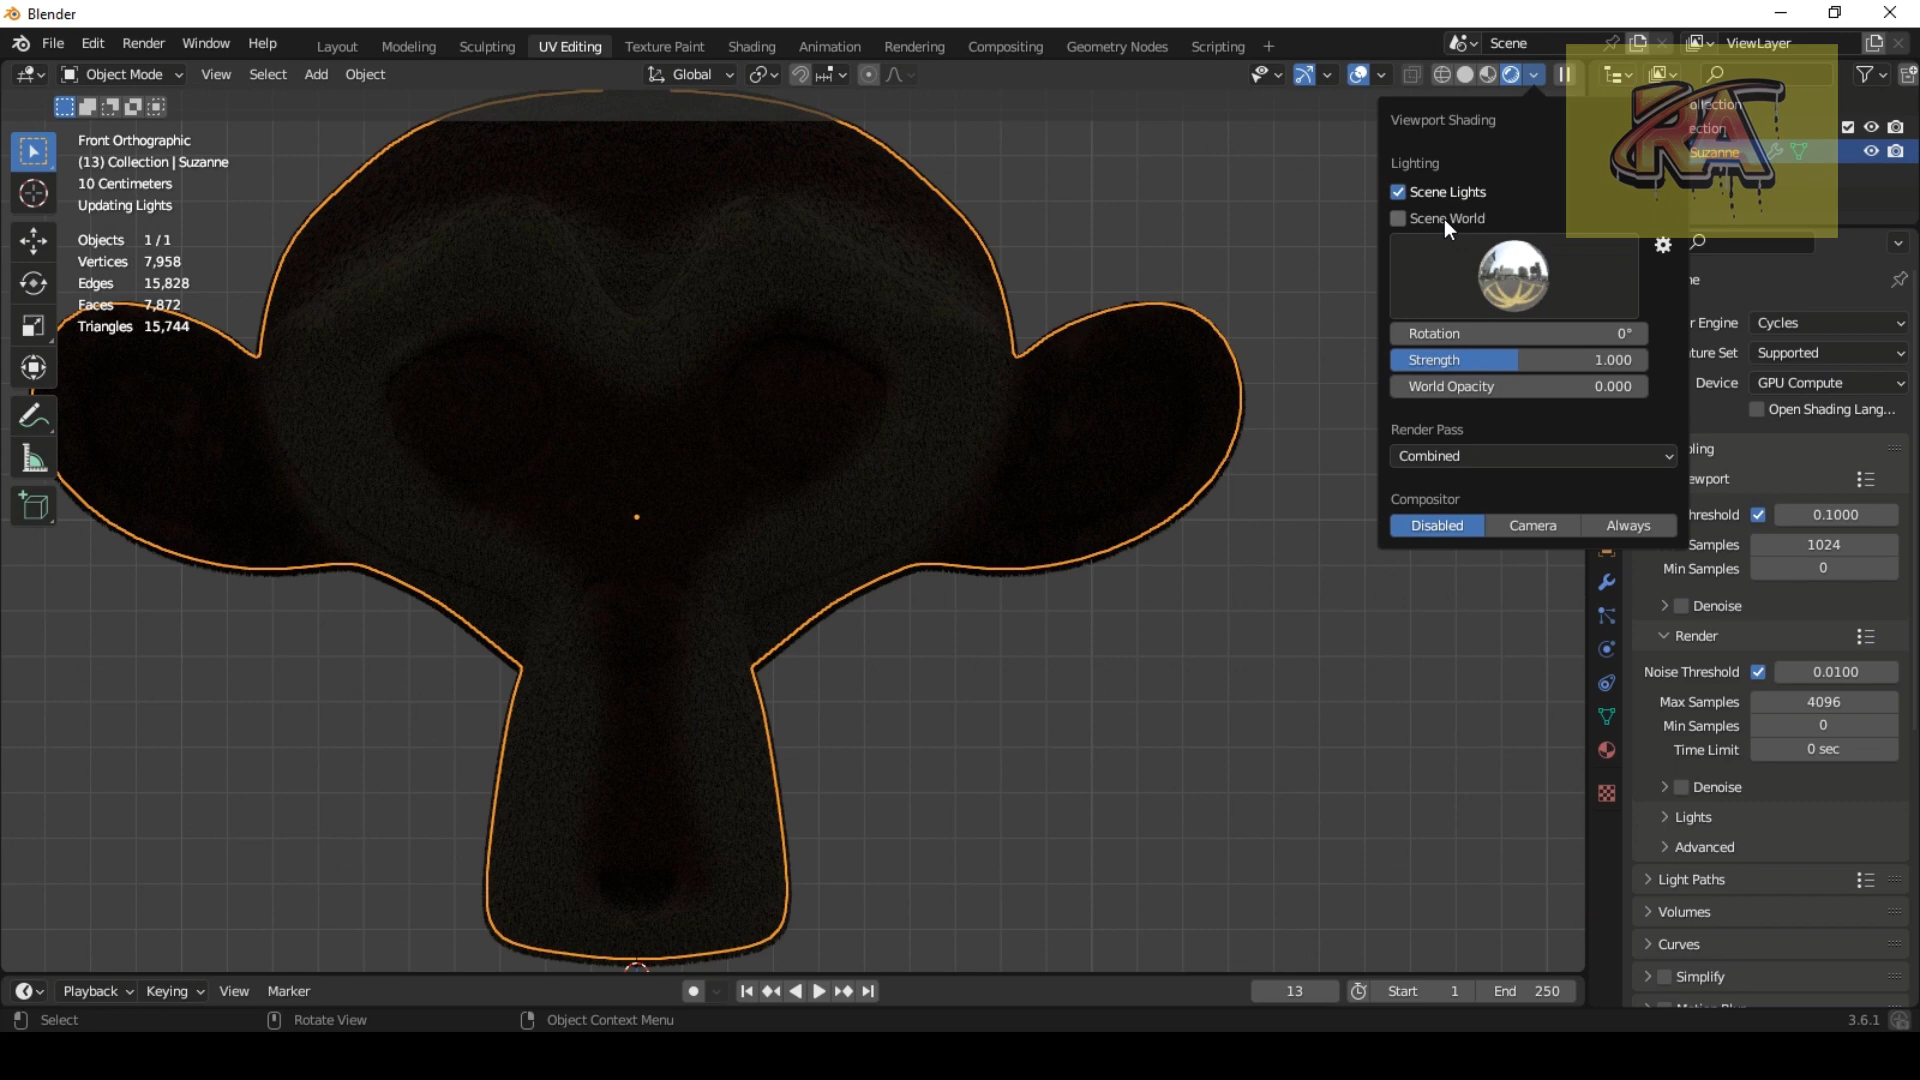 Blender
File Edit Render Window Help
Layout Modeling Sculpting UV Editing Texture Paint Shading Animation Rendering Compositing Geometry Nodes Scripting +
Scene
ViewLayer
Object Mode View Select Add Object
Global
Front Orthographic
(13) Collection | Suzanne
10 Centimeters
Updating Lights
Objects 1 / 1
Vertices 7,958
Edges 15,828
Faces 7,872
Triangles 15,744
Viewport Shading
Lighting
Scene Lights
Scene World
Rotation 0°
Strength 1.000
World Opacity 0.000
Render Pass
Combined
Compositor
Disabled Camera Always
RA
ollection
ection
Suzanne
ne
r Engine Cycles
ture Set Supported
Device GPU Compute
Open Shading Lang...
oling
ewport
hreshold 0.1000
Samples 1024
Min Samples 0
Denoise
Render
Noise Threshold 0.0100
Max Samples 4096
Min Samples 0
Time Limit 0 sec
Denoise
Lights
Advanced
Light Paths
Volumes
Curves
Simplify
Playback Keying View Marker
13 Start 1 End 250
Select Rotate View Object Context Menu
3.6.1